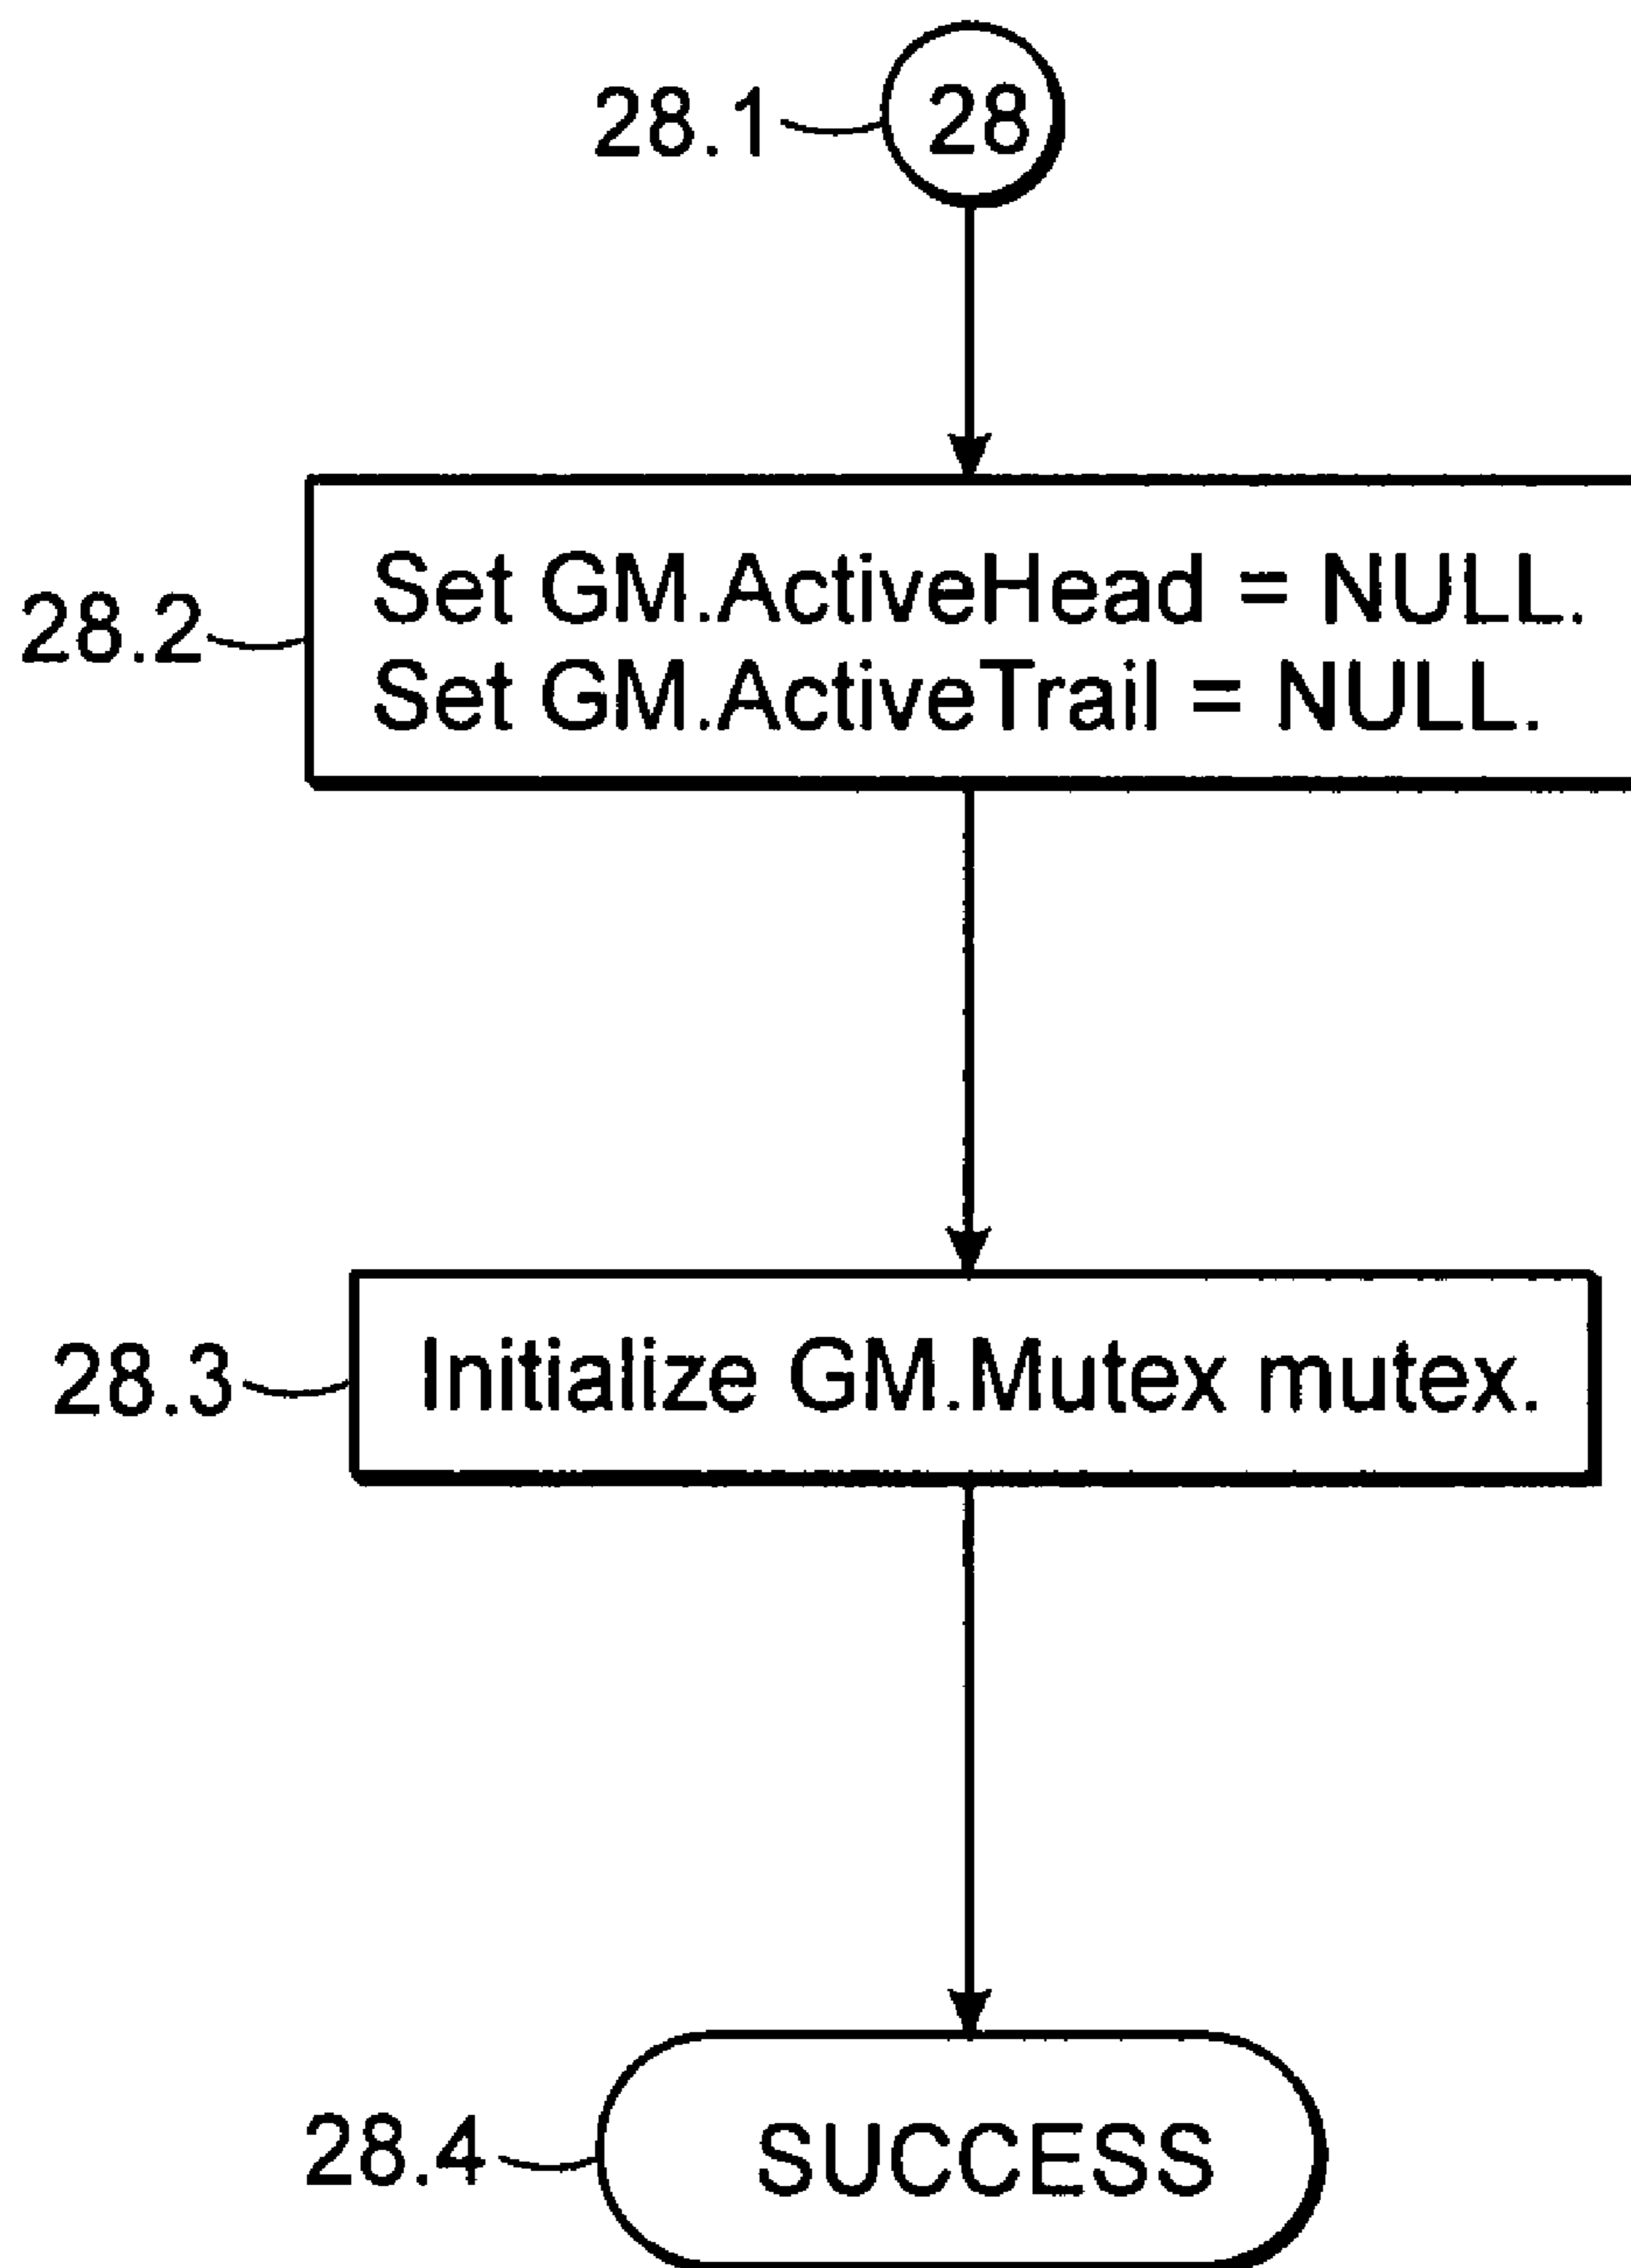 28.1 28
28.2 Set GM.ActiveHead = NULL.
Set GM.ActiveTrail = NULL.
28.3 Initialize GM.Mutex mutex.
28.4 SUCCESS